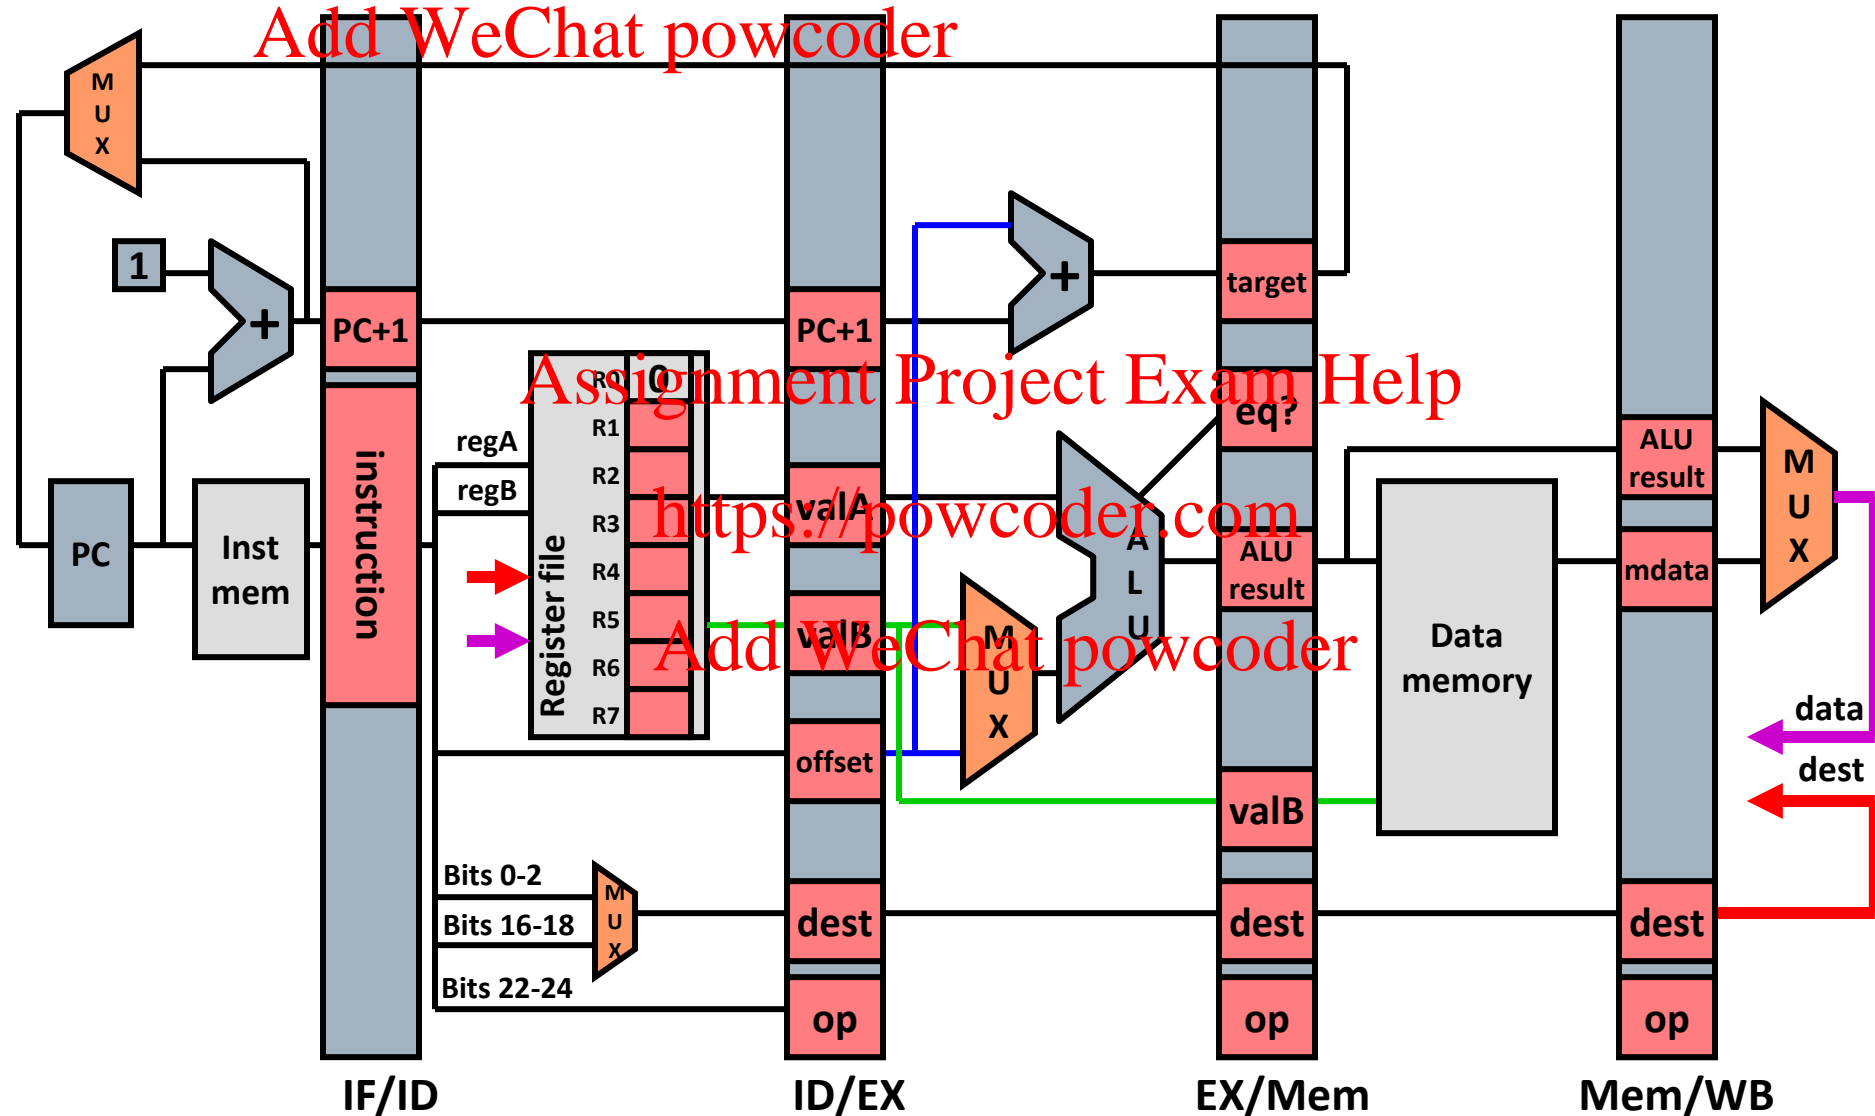 Add WeChat powcoder
M
U
X
1
+
+
target
PC+1
PC+1
Assignment Project Exam Help
R0 0
R1
R2
R3
R4
R5
R6
R7
Register file
eq?
regA
regB
instruction
ALU
result
M
U
X
valA
https://powcoder.com
PC
Inst
mem
A
L
U
ALU
result
mdata
valB
Add WeChat powcoder
M
U
X
Data
memory
data
offset
dest
valB
Bits 0-2
Bits 16-18
M
U
X
dest
dest
dest
Bits 22-24
op
op
op
IF/ID
ID/EX
EX/Mem
Mem/WB